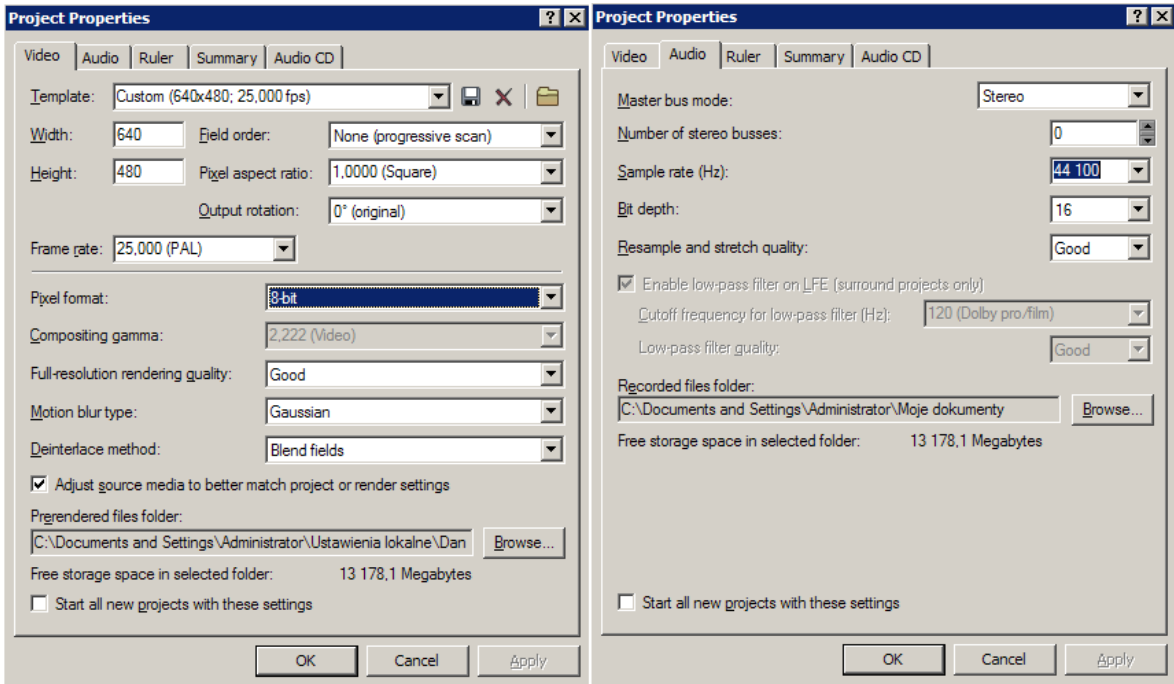 Project Properties
Video Audio Ruler Summary Audio CD
Template: Custom (640x480; 25,000 fps)
Width: 640 Field order: None (progressive scan)
Height: 480 Pixel aspect ratio: 1,0000 (Square)
Output rotation: 0° (original)
Frame rate: 25,000 (PAL)
Pixel format: 8-bit
Compositing gamma: 2,222 (Video)
Full-resolution rendering quality: Good
Motion blur type: Gaussian
Deinterlace method: Blend fields
Adjust source media to better match project or render settings
Prerendered files folder:
C:\Documents and Settings\Administrator\Ustawienia lokalne\Dan Browse...
Free storage space in selected folder: 13 178,1 Megabytes
Start all new projects with these settings
OK Cancel Apply
Project Properties
Video Audio Ruler Summary Audio CD
Master bus mode: Stereo
Number of stereo busses: 0
Sample rate (Hz): 44 100
Bit depth: 16
Resample and stretch quality: Good
Enable low-pass filter on LFE (surround projects only)
Cutoff frequency for low-pass filter (Hz): 120 (Dolby pro/film)
Low-pass filter quality: Good
Recorded files folder:
C:\Documents and Settings\Administrator\Moje dokumenty Browse...
Free storage space in selected folder: 13 178,1 Megabytes
Start all new projects with these settings
OK Cancel Apply